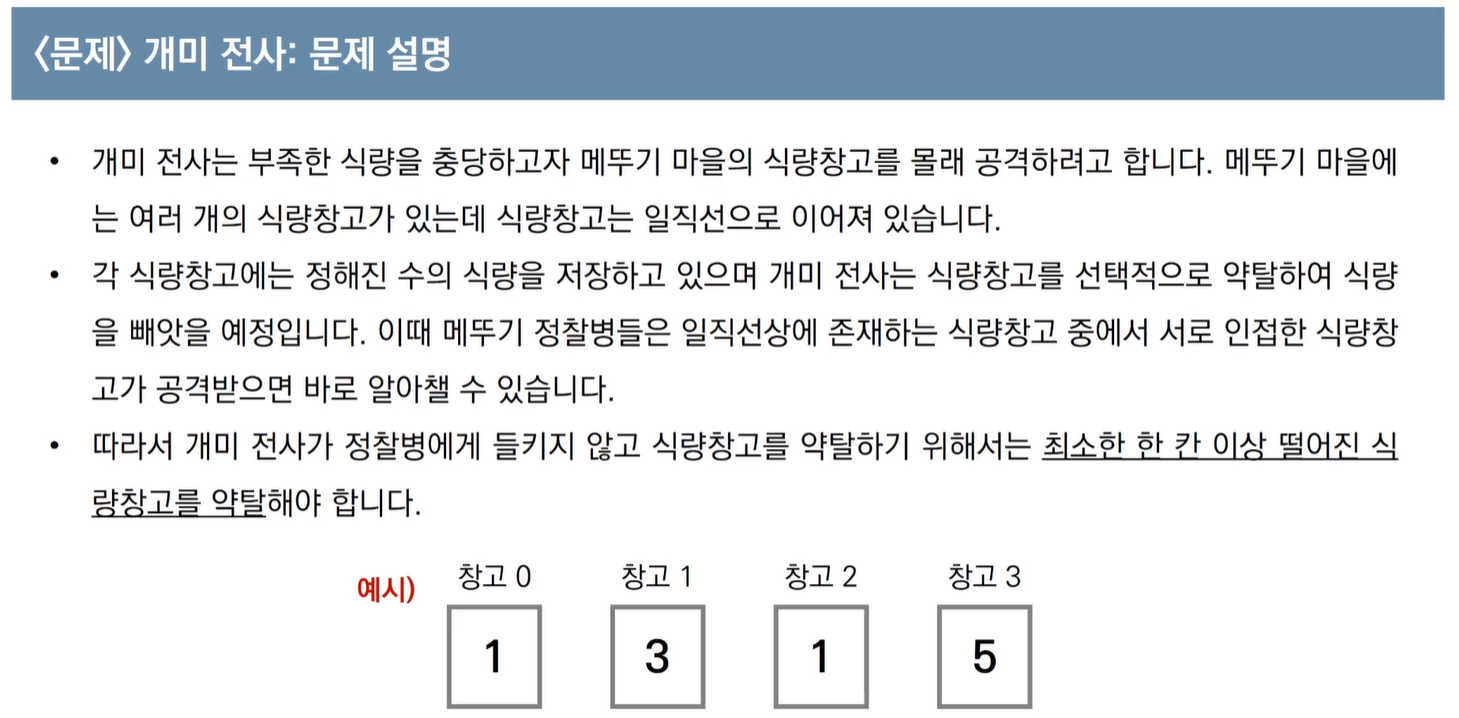 〈문제〉 개미 전사: 문제 설명
• 개미 전사는 부족한 식량을 충당하고자 메뚜기 마을의 식량창고를 몰래 공격하려고 합니다. 메뚜기 마을에
는 여러 개의 식량창고가 있는데 식량창고는 일직선으로 이어져 있습니다.
• 각 식량창고에는 정해진 수의 식량을 저장하고 있으며 개미 전사는 식량창고를 선택적으로 약탈하여 식량
을 빼앗을 예정입니다. 이때 메뚜기 정찰병들은 일직선상에 존재하는 식량창고 중에서 서로 인접한 식량창
고가 공격받으면 바로 알아챌 수 있습니다.
• 따라서 개미 전사가 정찰병에게 들키지 않고 식량창고를 약탈하기 위해서는 최소한 한 칸 이상 떨어진 식
량창고를 약탈해야 합니다.
예시) 창고 0 창고 1 창고 2 창고 3
1 3 1 5